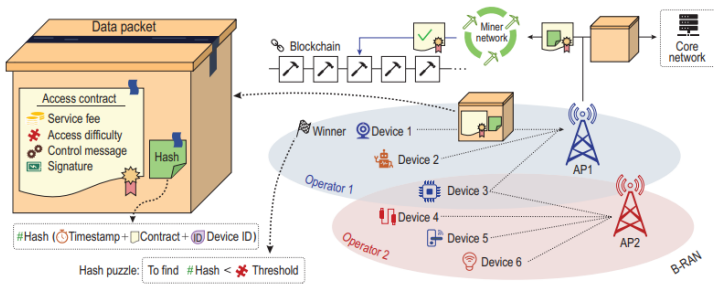 Data packet
Access contract
Service fee
Access difficulty
Control message
Signature
Hash
#Hash (Timestamp+Contract+ID Device ID)
Hash puzzle: To find #Hash < Threshold
Blockchain
Miner
network
Core
network
Winner
Device 1
Device 2
Device 3
Operator 1
AP1
Device 4
Device 5
Device 6
Operator 2
AP2
B-RAN